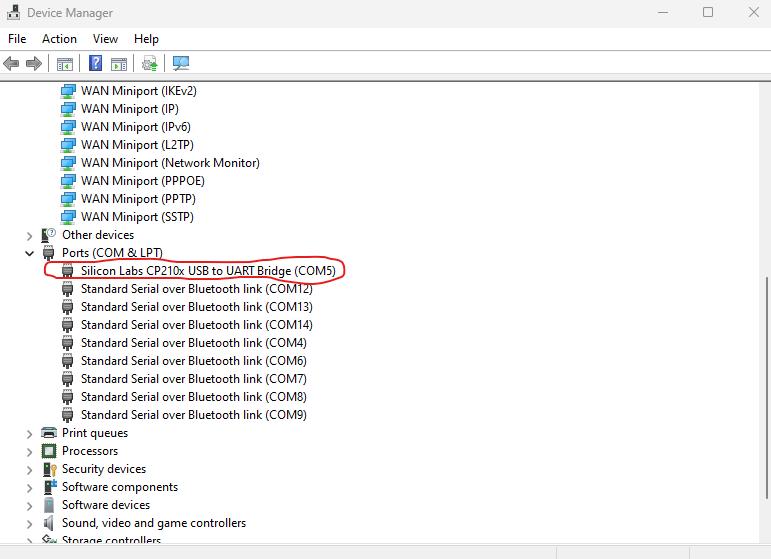 Device Manager
File Action View Help
WAN Miniport (IKEv2)
WAN Miniport (IP)
WAN Miniport (IPv6)
WAN Miniport (L2TP)
WAN Miniport (Network Monitor)
WAN Miniport (PPPOE)
WAN Miniport (PPTP)
WAN Miniport (SSTP)
Other devices
Ports (COM & LPT)
Silicon Labs CP210x USB to UART Bridge (COM5)
Standard Serial over Bluetooth link (COM12)
Standard Serial over Bluetooth link (COM13)
Standard Serial over Bluetooth link (COM14)
Standard Serial over Bluetooth link (COM4)
Standard Serial over Bluetooth link (COM6)
Standard Serial over Bluetooth link (COM7)
Standard Serial over Bluetooth link (COM8)
Standard Serial over Bluetooth link (COM9)
Print queues
Processors
Security devices
Software components
Software devices
Sound, video and game controllers
Storage controllers